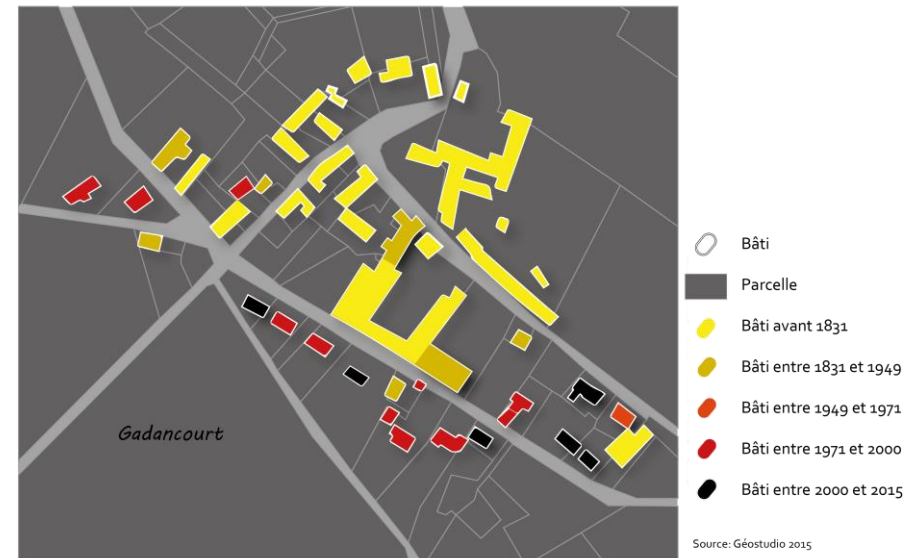 Gadancourt
Bâti
Parcelle
Bâti avant 1831
Bâti entre 1831 et 1949
Bâti entre 1949 et 1971
Bâti entre 1971 et 2000
Bâti entre 2000 et 2015
Source: Géostudio 2015